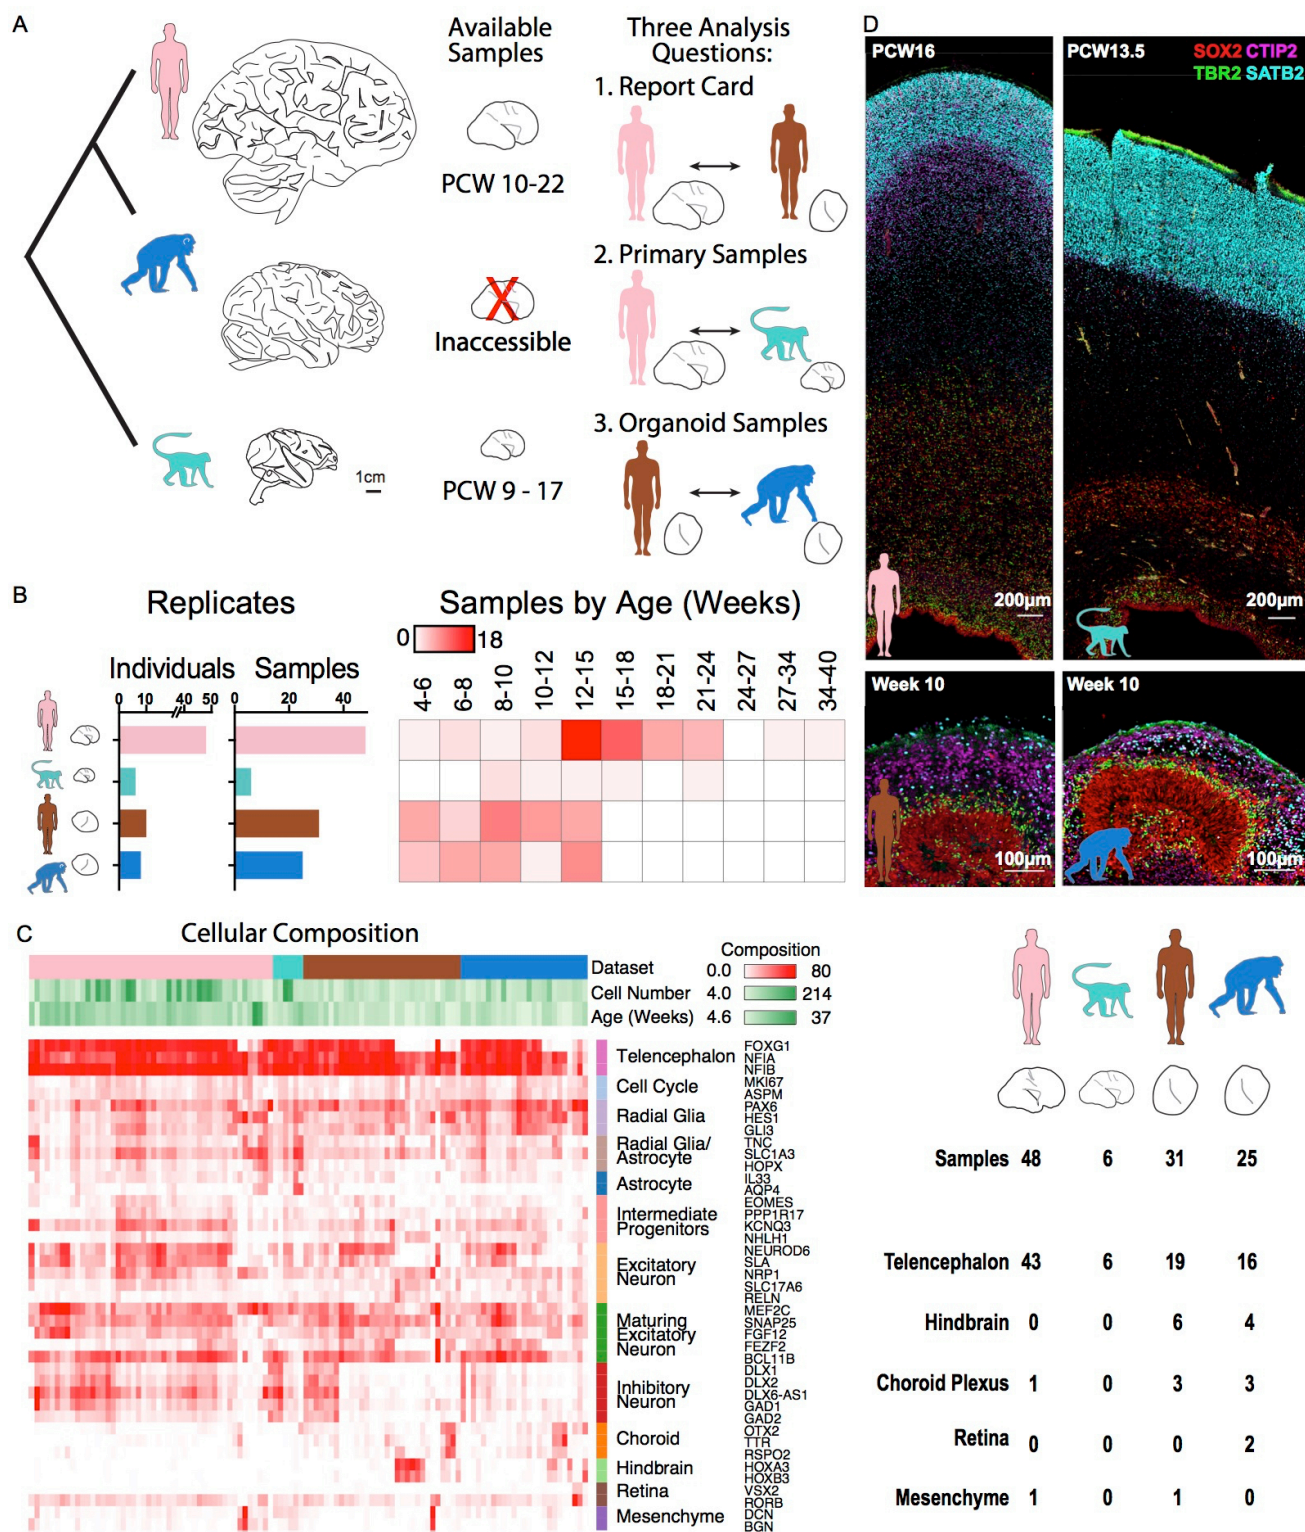 A
Available
Samples
PCW 10-22
Inaccessible
PCW 9 - 17
1cm
Three Analysis
Questions:
1. Report Card
2. Primary Samples
3. Organoid Samples
D
PCW16
PCW13.5
SOX2 CTIP2
TBR2 SATB2
200µm
200µm
Week 10
Week 10
100µm
100µm
B
Replicates
Individuals
Samples
0 10 40 50
0 20 40
Samples by Age (Weeks)
0 18
4-6 6-8 8-10 10-12 12-15 15-18 18-21 21-24 24-27 27-34 34-40
C
Cellular Composition
Composition
Dataset 0.0 80
Cell Number 4.0 214
Age (Weeks) 4.6 37
Telencephalon
Cell Cycle
Radial Glia
Radial Glia/
Astrocyte
Astrocyte
Intermediate
Progenitors
Excitatory
Neuron
Maturing
Excitatory
Neuron
Inhibitory
Neuron
Choroid
Hindbrain
Retina
Mesenchyme
FOXG1
NFIA
NFIB
MKI67
ASPM
PAX6
HES1
GLI3
TNC
SLC1A3
HOPX
IL33
AQP4
EOMES
PPP1R17
KCNQ3
NHLH1
NEUROD6
SLA
NRP1
SLC17A6
RELN
MEF2C
SNAP25
FGF12
FEZF2
BCL11B
DLX1
DLX2
DLX6-AS1
GAD1
GAD2
OTX2
TTR
RSPO2
HOXA3
HOXB3
VSX2
RORB
DCN
BGN
Samples 48 6 31 25
Telencephalon 43 6 19 16
Hindbrain 0 0 6 4
Choroid Plexus 1 0 3 3
Retina 0 0 0 2
Mesenchyme 1 0 1 0